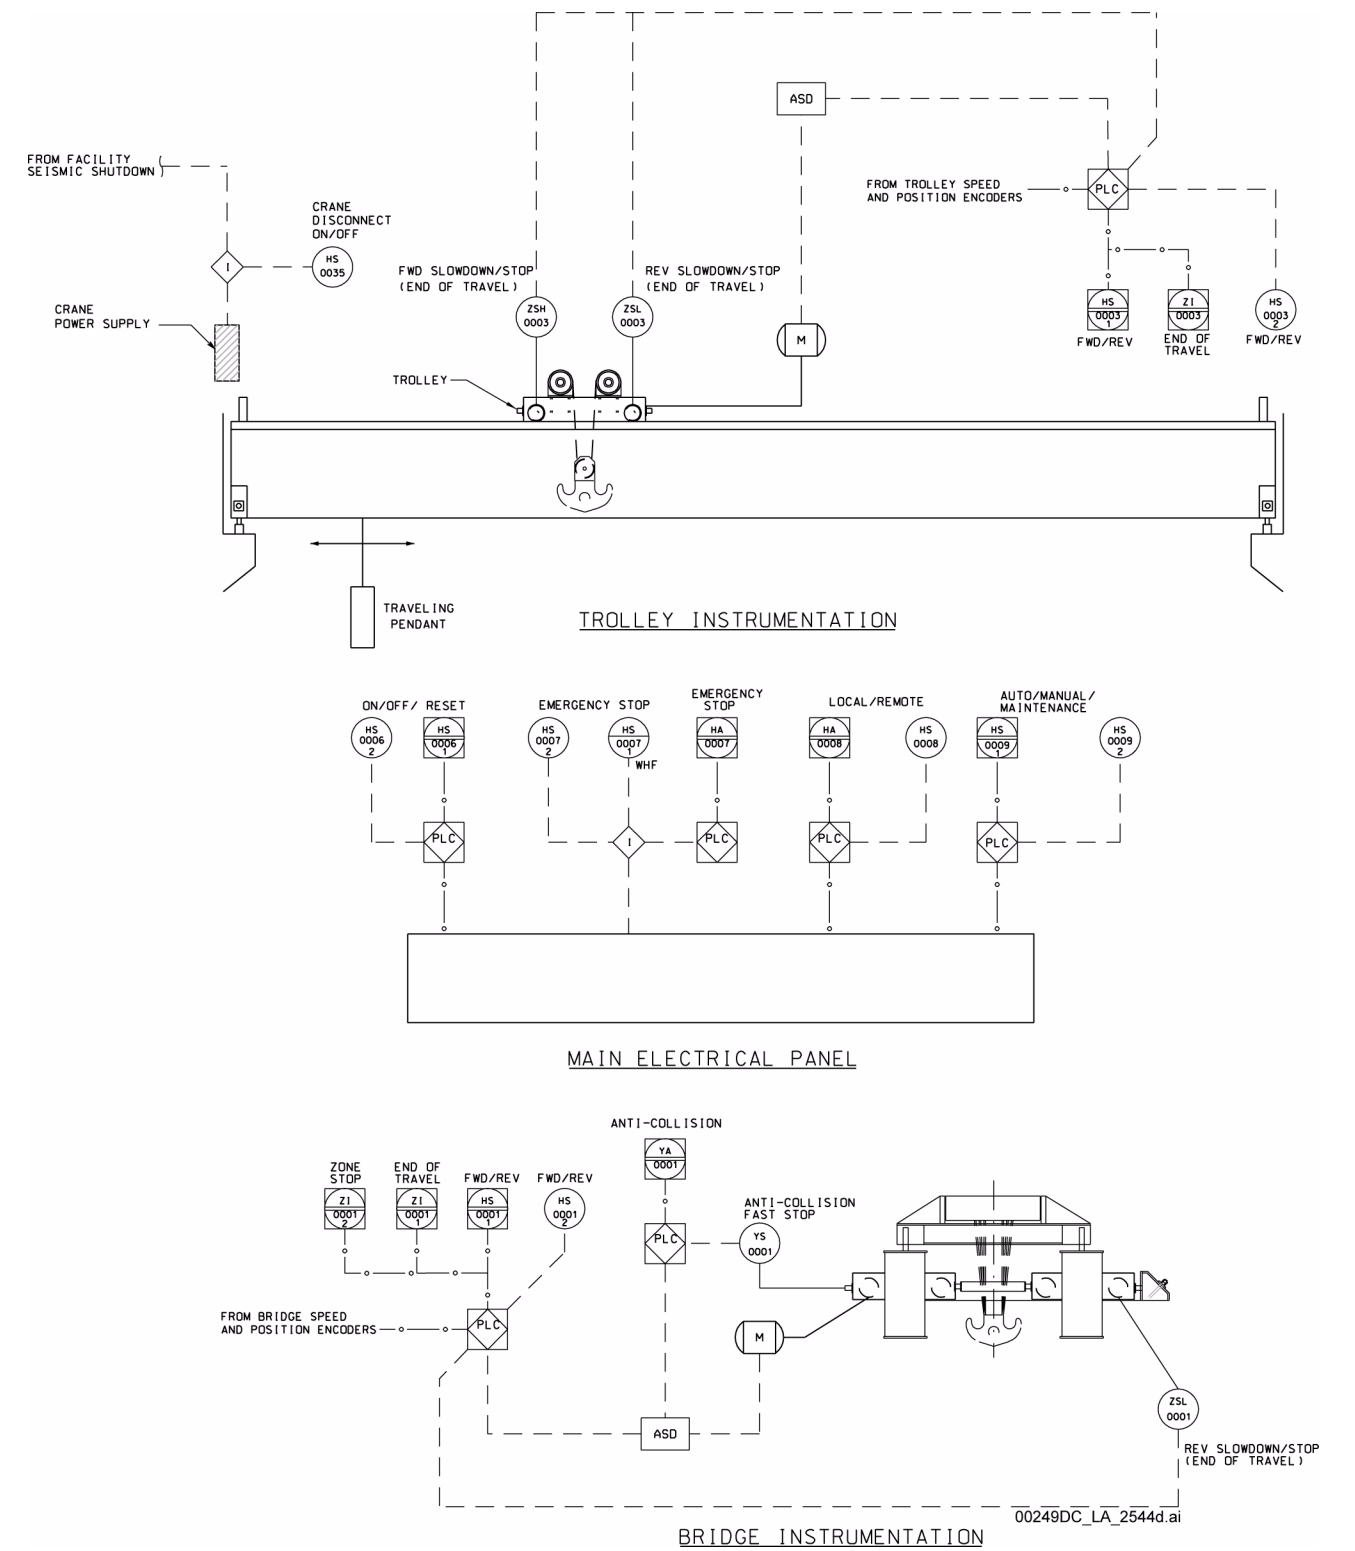 ASD
FROM FACILITY
SEISMIC SHUTDOWN
FROM TROLLEY SPEED
AND POSITION ENCODERS
PLC
CRANE
DISCONNECT
ON/OFF
I
HS
0035
FWD SLOWDOWN/STOP
(END OF TRAVEL)
REV SLOWDOWN/STOP
(END OF TRAVEL)
CRANE
POWER SUPPLY
ZSH
0003
ZSL
0003
M
HS
0003
1
FWD/REV
ZI
0003
END OF
TRAVEL
HS
0003
2
FWD/REV
TROLLEY
TRAVELING
PENDANT
TROLLEY INSTRUMENTATION
ON/OFF/ RESET
EMERGENCY STOP
EMERGENCY
STOP
LOCAL/REMOTE
AUTO/MANUAL/
MAINTENANCE
HS
0006
2
HS
0006
1
HS
0007
2
HS
0007
1
WHF
HA
0007
HA
0008
HS
0008
HS
0009
1
HS
0009
2
PLC
I
PLC
PLC
PLC
MAIN ELECTRICAL PANEL
ANTI-COLLISION
YA
0001
ZONE
STOP
END OF
TRAVEL
FWD/REV
FWD/REV
ZI
0001
2
ZI
0001
1
HS
0001
1
HS
0001
2
ANTI-COLLISION
FAST STOP
PLC
YS
0001
FROM BRIDGE SPEED
AND POSITION ENCODERS
PLC
M
ASD
ZSL
0001
REV SLOWDOWN/STOP
(END OF TRAVEL)
00249DC_LA_2544d.ai
BRIDGE INSTRUMENTATION